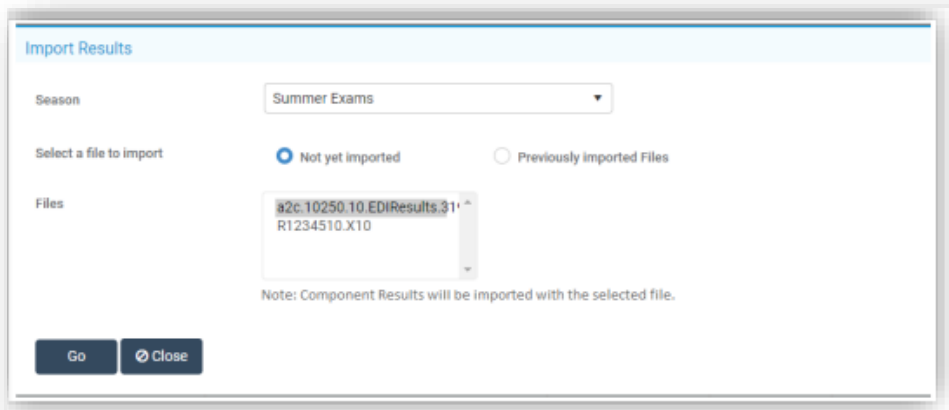 Import Results
Season
Summer Exams
Select a file to import
Not yet imported
Previously imported Files
Files
a2c.10250.10.EDIResults.31
R1234510.X10
Note: Component Results will be imported with the selected file.
Go
Close